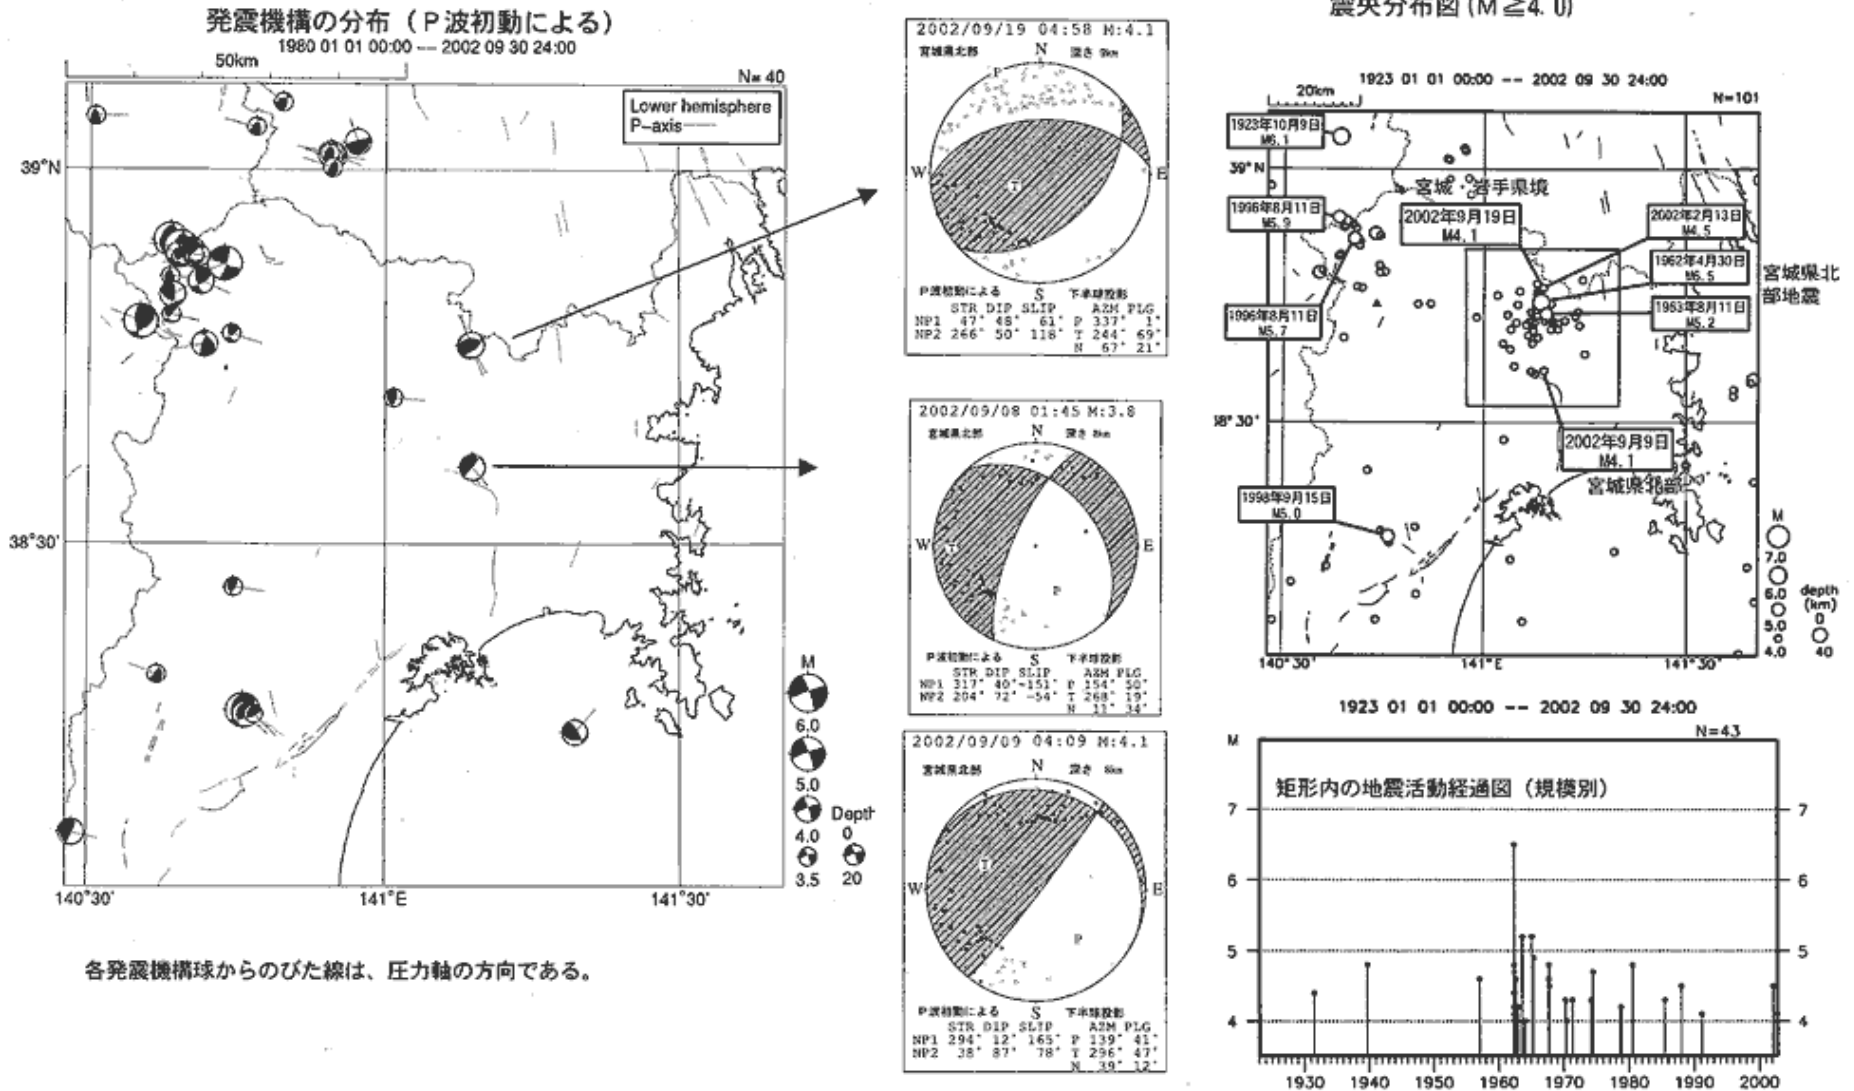 発震機構の分布（Ｐ波初動による）
1980 01 01 00:00 -- 2002 09 30 24:00
50km
N= 40
Lower hemisphere
P-axis
39°N
38°30'
140°30'
141°E
141°30'
M
6.0
5.0
4.0
3.5
Depth
0
20
各発震機構球からのびた線は、圧力軸の方向である。
2002/09/19 04:58 M:4.1
宮城県北部
N
深さ 9km
P
W
T
E
S
Ｐ波初動による
下半球投影
STR DIP SLIP AZM PLG
NP1 47° 48° 61° P 337° 1°
NP2 266° 50° 118° T 244° 69°
N 67° 21°
2002/09/08 01:45 M:3.8
宮城県北部
N
深さ 8km
W
T
E
P
S
Ｐ波初動による
下半球投影
STR DIP SLIP AZM PLG
NP1 317° 40° -151° P 154° 50°
NP2 204° 72° -54° T 268° 19°
N 11° 34°
2002/09/09 04:09 M:4.1
宮城県北部
N
深さ 8km
T
W
E
P
S
Ｐ波初動による
下半球投影
STR DIP SLIP AZM PLG
NP1 294° 12° 165° P 139° 41°
NP2 38° 87° 78° T 296° 47°
N 39° 12°
震央分布図(M≧4.0)
1923 01 01 00:00 -- 2002 09 30 24:00
20km
N=101
1923年10月9日
M6.1
39°N
宮城・岩手県境
1996年8月11日
M5.9
2002年9月19日
M4.1
2002年2月13日
M4.5
1962年4月30日
M6.5
宮城県北
部地震
1963年8月11日
M5.2
1996年8月11日
M5.7
38°30'
2002年9月9日
M4.1
宮城県北部
1998年9月15日
M5.0
M
7.0
6.0
5.0
4.0
depth
(km)
0
40
140°30'
141°E
141°30'
1923 01 01 00:00 -- 2002 09 30 24:00
N=43
M
矩形内の地震活動経過図（規模別）
7
7
6
6
5
5
4
4
1930 1940 1950 1960 1970 1980 1990 2000